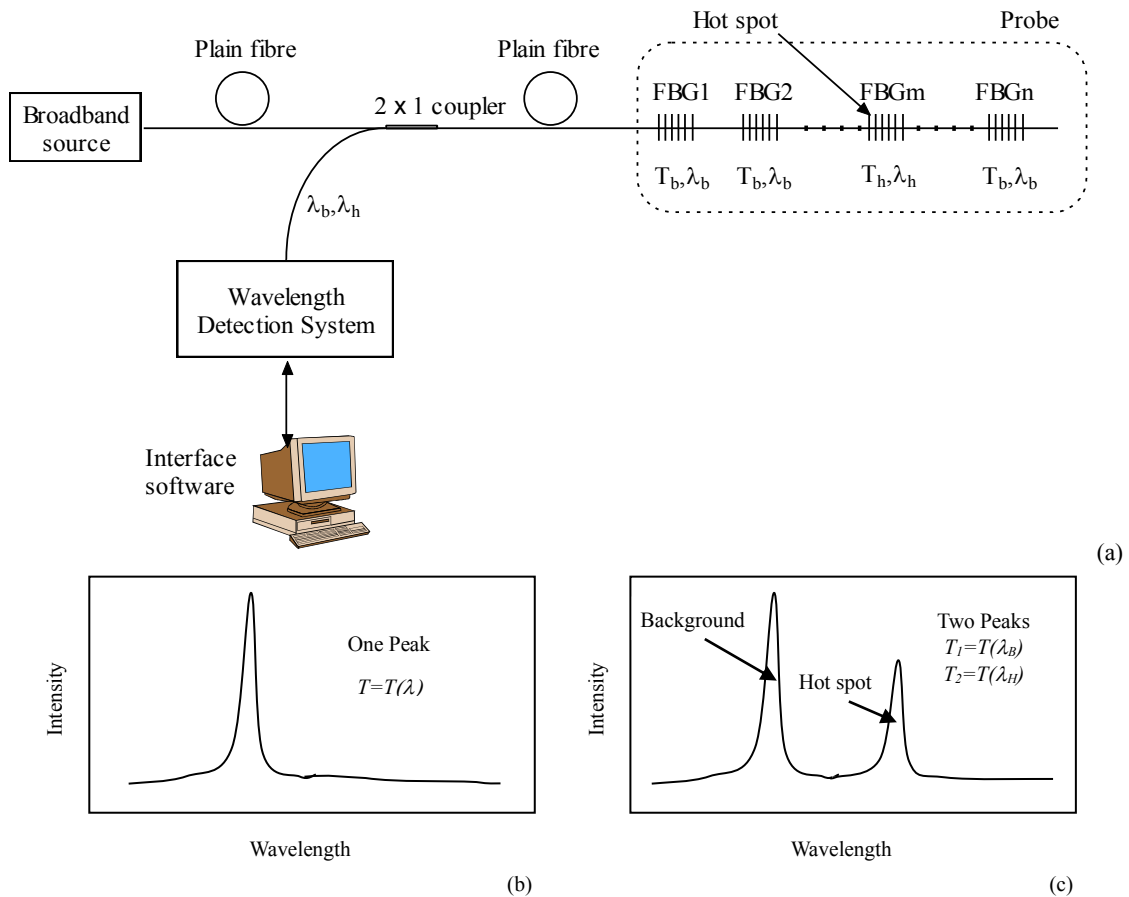 Hot spot
Probe
Plain fibre
Plain fibre
2 x 1 coupler
FBG1
FBG2
FBGm
FBGn
Broadband
source
T_b,λ_b
T_b,λ_b
T_h,λ_h
T_b,λ_b
λ_b,λ_h
Wavelength
Detection System
Interface
software
(a)
Intensity
One Peak
T=T(λ)
Wavelength
(b)
Intensity
Background
Hot spot
Two Peaks
T_1=T(λ_B)
T_2=T(λ_H)
Wavelength
(c)